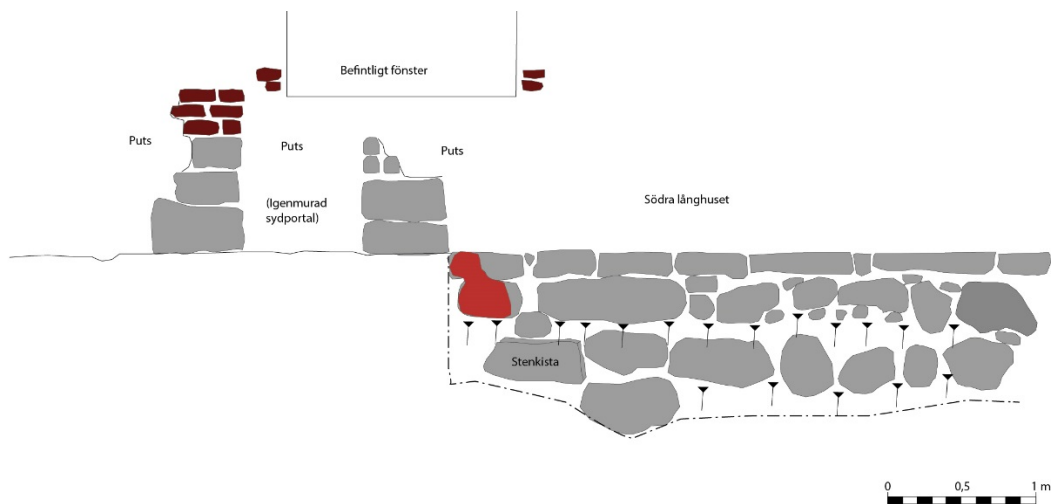 Befintligt fönster
Puts
Puts
Puts
(Igenmurad
sydportal)
Södra långhuset
Stenkista
0
0,5
1 m